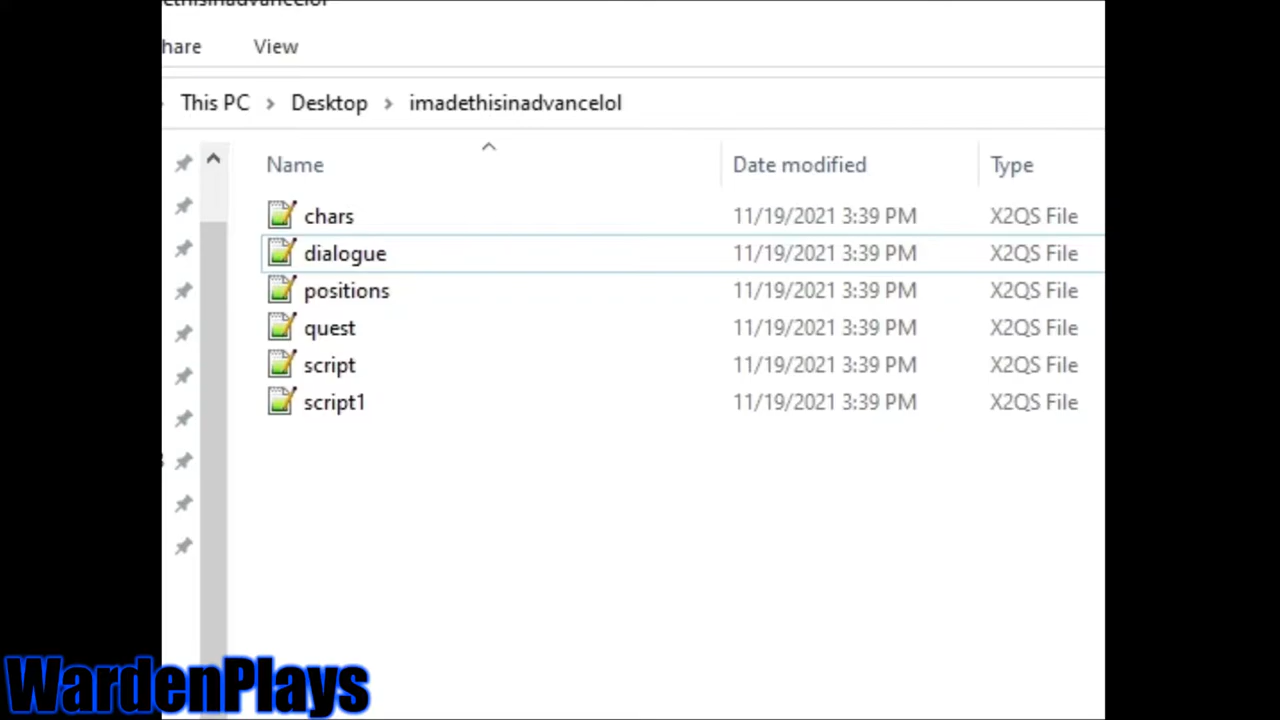 ethisinadvancelol
hare View
This PC > Desktop > imadethisinadvancelol
Name Date modified Type
chars 11/19/2021 3:39 PM X2QS File
dialogue 11/19/2021 3:39 PM X2QS File
positions 11/19/2021 3:39 PM X2QS File
quest 11/19/2021 3:39 PM X2QS File
script 11/19/2021 3:39 PM X2QS File
script1 11/19/2021 3:39 PM X2QS File
WardenPlays